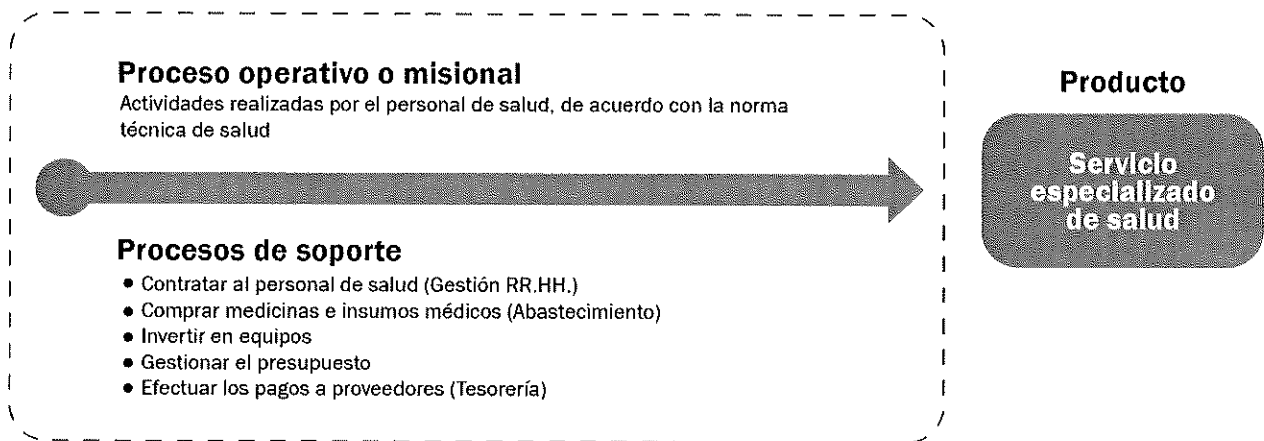 Proceso operativo o misional
Actividades realizadas por el personal de salud, de acuerdo con la norma
técnica de salud
Procesos de soporte
● Contratar al personal de salud (Gestión RR.HH.)
● Comprar medicinas e insumos médicos (Abastecimiento)
● Invertir en equipos
● Gestionar el presupuesto
● Efectuar los pagos a proveedores (Tesorería)
Producto
Servicio
especializado
de salud